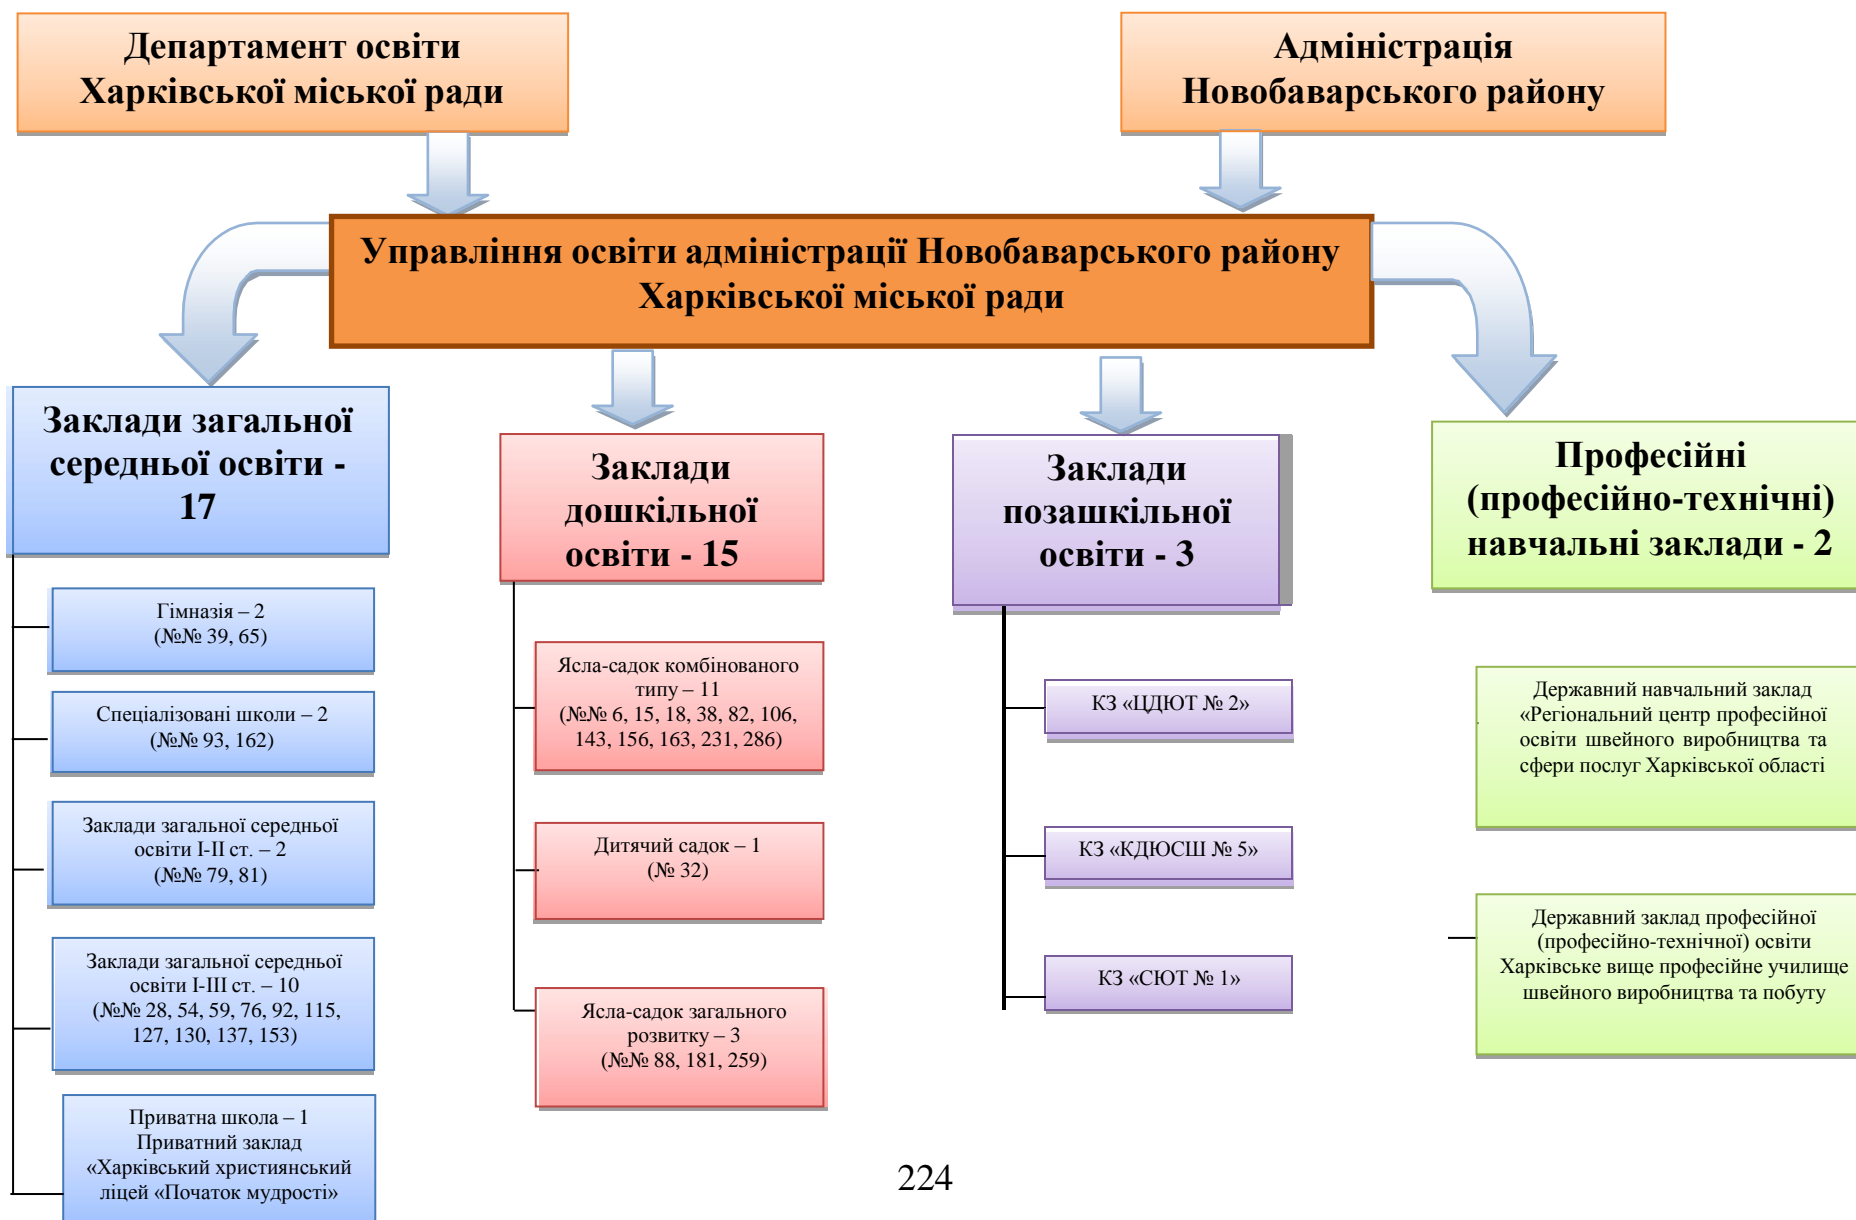 Департамент освіти
Харківської міської ради
Адміністрація
Новобаварського району
Управління освіти адміністрації Новобаварського району
Харківської міської ради
Заклади загальної
середньої освіти -
17
Гімназія – 2
(№№ 39, 65)
Спеціалізовані школи – 2
(№№ 93, 162)
Заклади загальної середньої
освіти І-ІІ ст. – 2
(№№ 79, 81)
Заклади загальної середньої
освіти І-ІІІ ст. – 10
(№№ 28, 54, 59, 76, 92, 115,
127, 130, 137, 153)
Приватна школа – 1
Приватний заклад
«Харківський християнський
ліцей «Початок мудрості»
Заклади
дошкільної
освіти - 15
Ясла-садок комбінованого
типу – 11
(№№ 6, 15, 18, 38, 82, 106,
143, 156, 163, 231, 286)
Дитячий садок – 1
(№ 32)
Ясла-садок загального
розвитку – 3
(№№ 88, 181, 259)
Заклади
позашкільної
освіти - 3
КЗ «ЦДЮТ № 2»
КЗ «КДЮСШ № 5»
КЗ «СЮТ № 1»
Професійні
(професійно-технічні)
навчальні заклади - 2
Державний навчальний заклад
«Регіональний центр професійної
освіти швейного виробництва та
сфери послуг Харківської області
Державний заклад професійної
(професійно-технічної) освіти
Харківське вище професійне училище
швейного виробництва та побуту
224